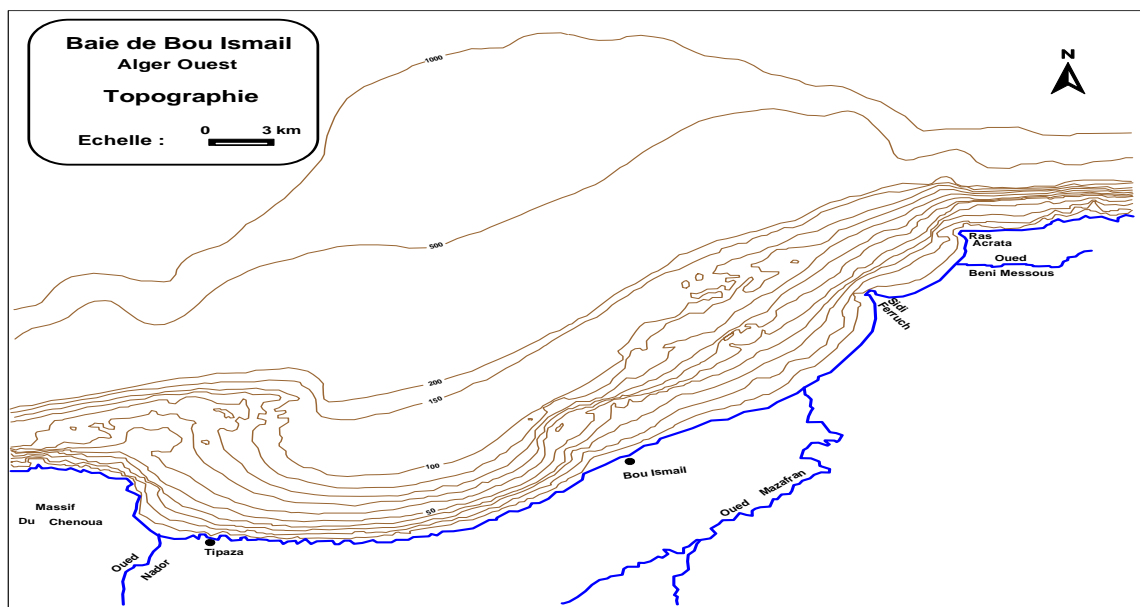 Baie de Bou Ismail
Alger Ouest
Topographie
Echelle :
0 3 km
N
1000
500
200
150
100
50
Ras
Acrata
Oued
Beni Messous
Sidi
Ferruch
Bou Ismail
Oued Mazafran
Massif
Du Chenoua
Tipaza
Oued
Nador